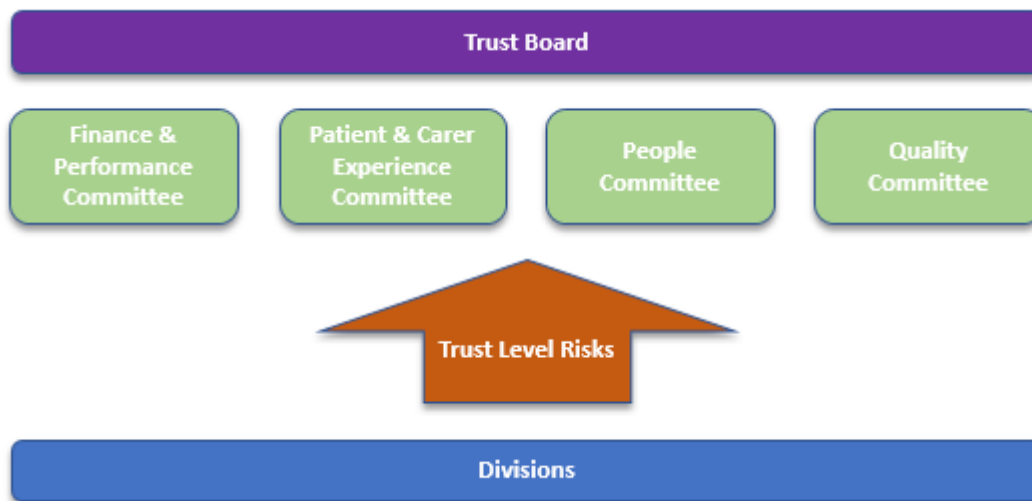 Trust Board
Finance &
Performance
Committee
Patient & Carer
Experience
Committee
People
Committee
Quality
Committee
Trust Level Risks
Divisions